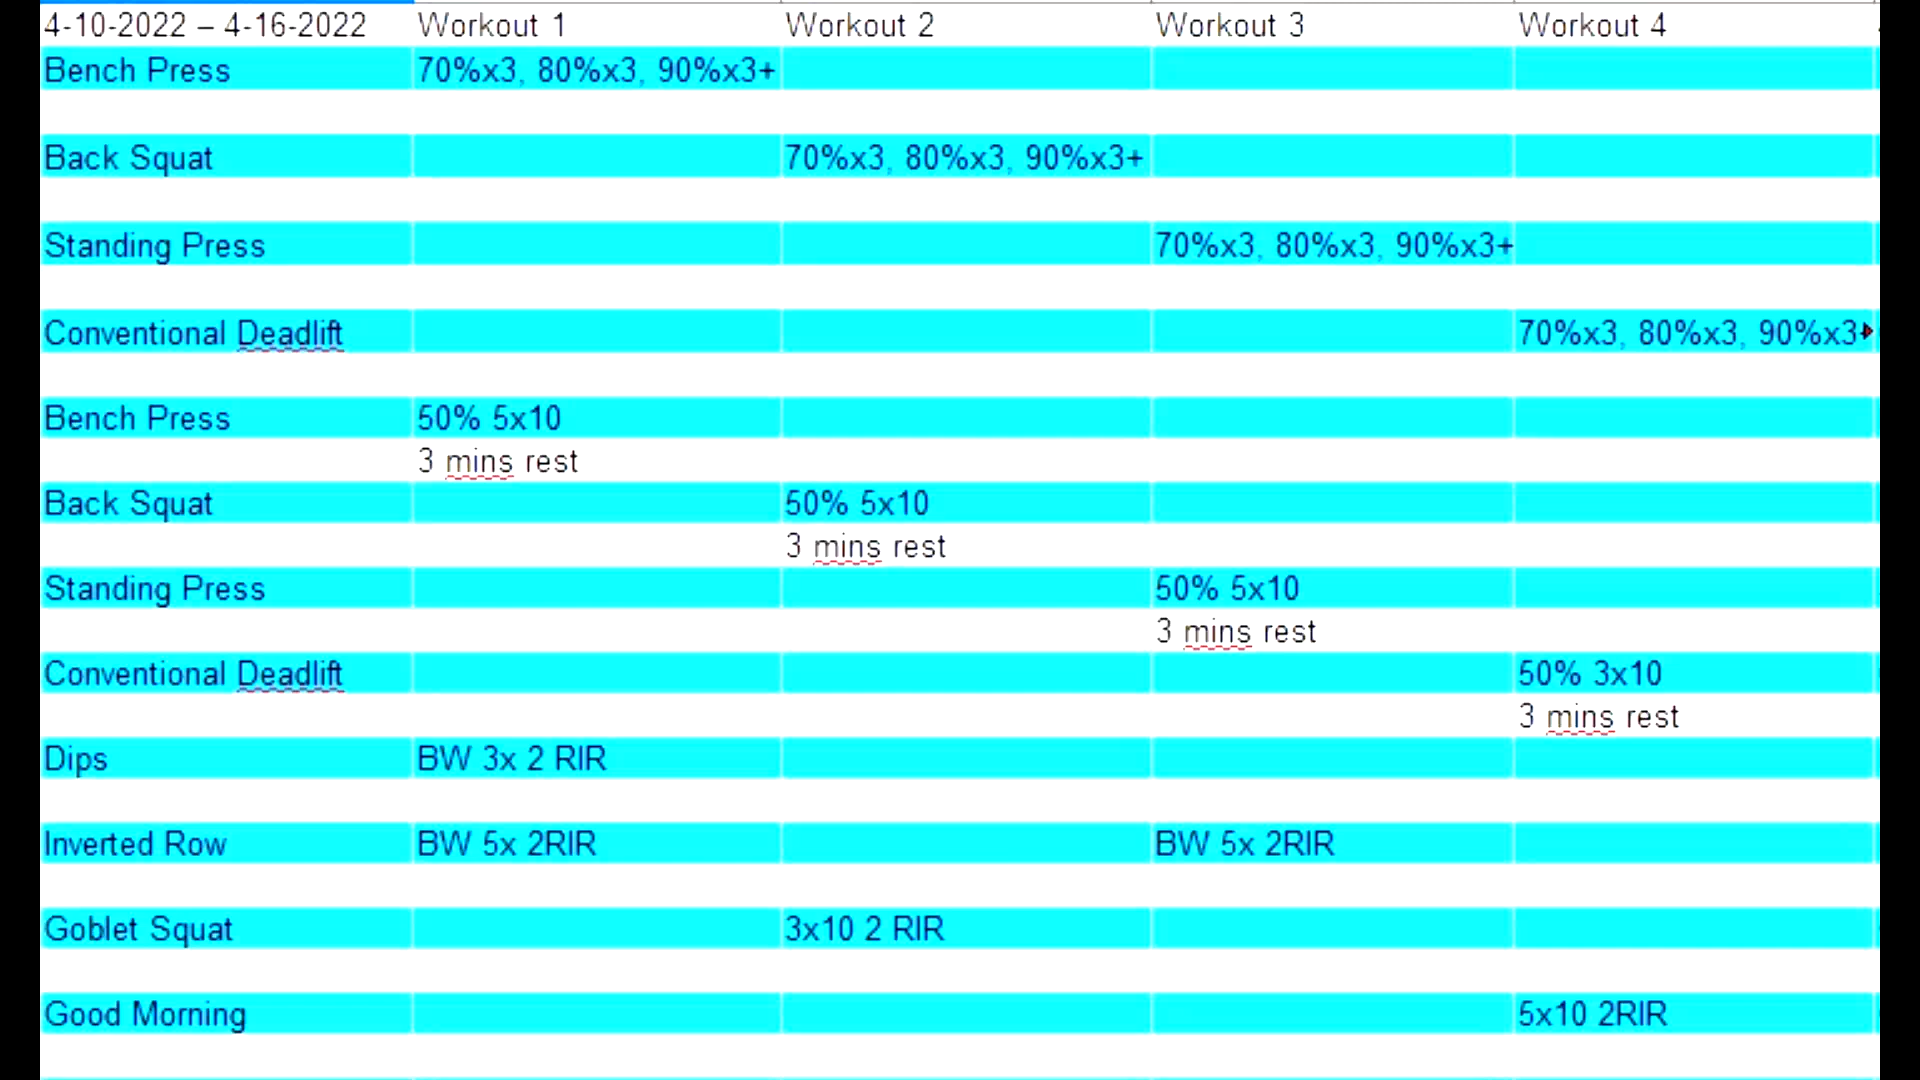 4-10-2022 – 4-16-2022 Workout 1 Workout 2 Workout 3 Workout 4
Bench Press 70%x3, 80%x3, 90%x3+
Back Squat 70%x3, 80%x3, 90%x3+
Standing Press 70%x3, 80%x3, 90%x3+
Conventional Deadlift 70%x3, 80%x3, 90%x3
Bench Press 50% 5x10
3 mins rest
Back Squat 50% 5x10
3 mins rest
Standing Press 50% 5x10
3 mins rest
Conventional Deadlift 50% 3x10
3 mins rest
Dips BW 3x 2 RIR
Inverted Row BW 5x 2RIR BW 5x 2RIR
Goblet Squat 3x10 2 RIR
Good Morning 5x10 2RIR